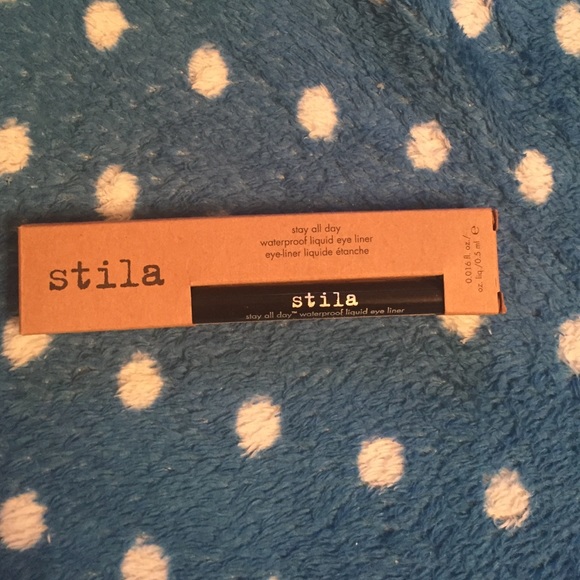 stila
stay all day
waterproof liquid eye liner
eye-liner liquide étanche
stila
stay all day™ waterproof liquid eye liner
0.016 fl. oz./
oz. liq./0.5 ml ℮